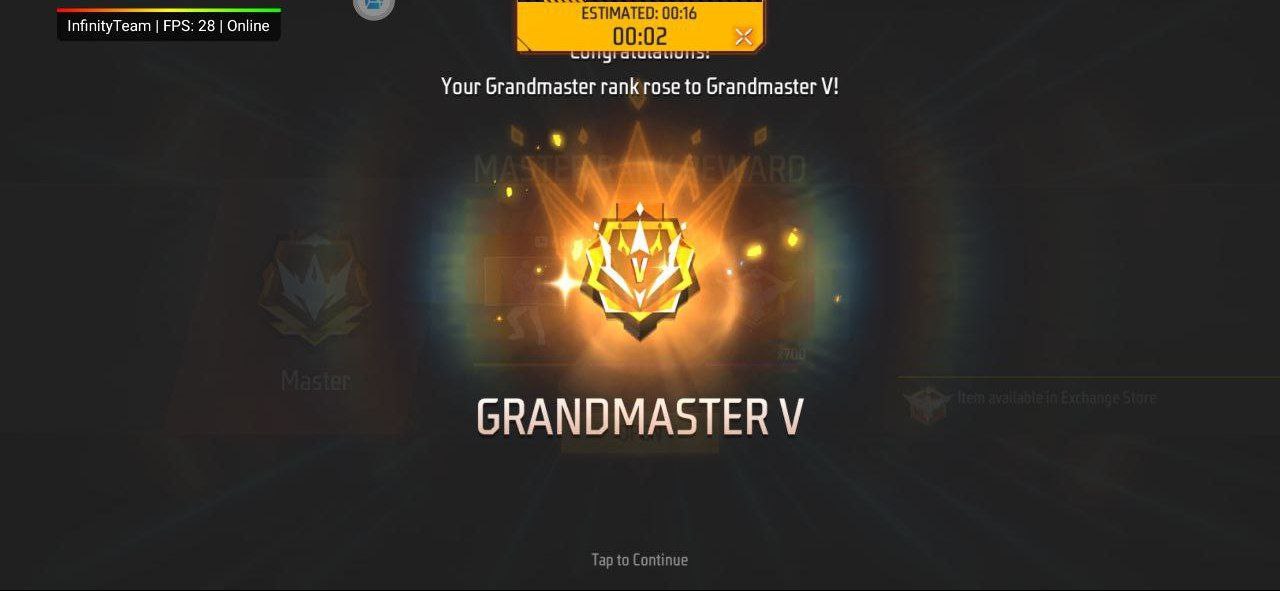 InfinityTeam | FPS: 28 | Online
ESTIMATED: 00:16
00:02
Congratulations!
Your Grandmaster rank rose to Grandmaster V!
MASTER RANK REWARD
V
x700
Master
Item available in Exchange Store
GRANDMASTER V
Tap to Continue